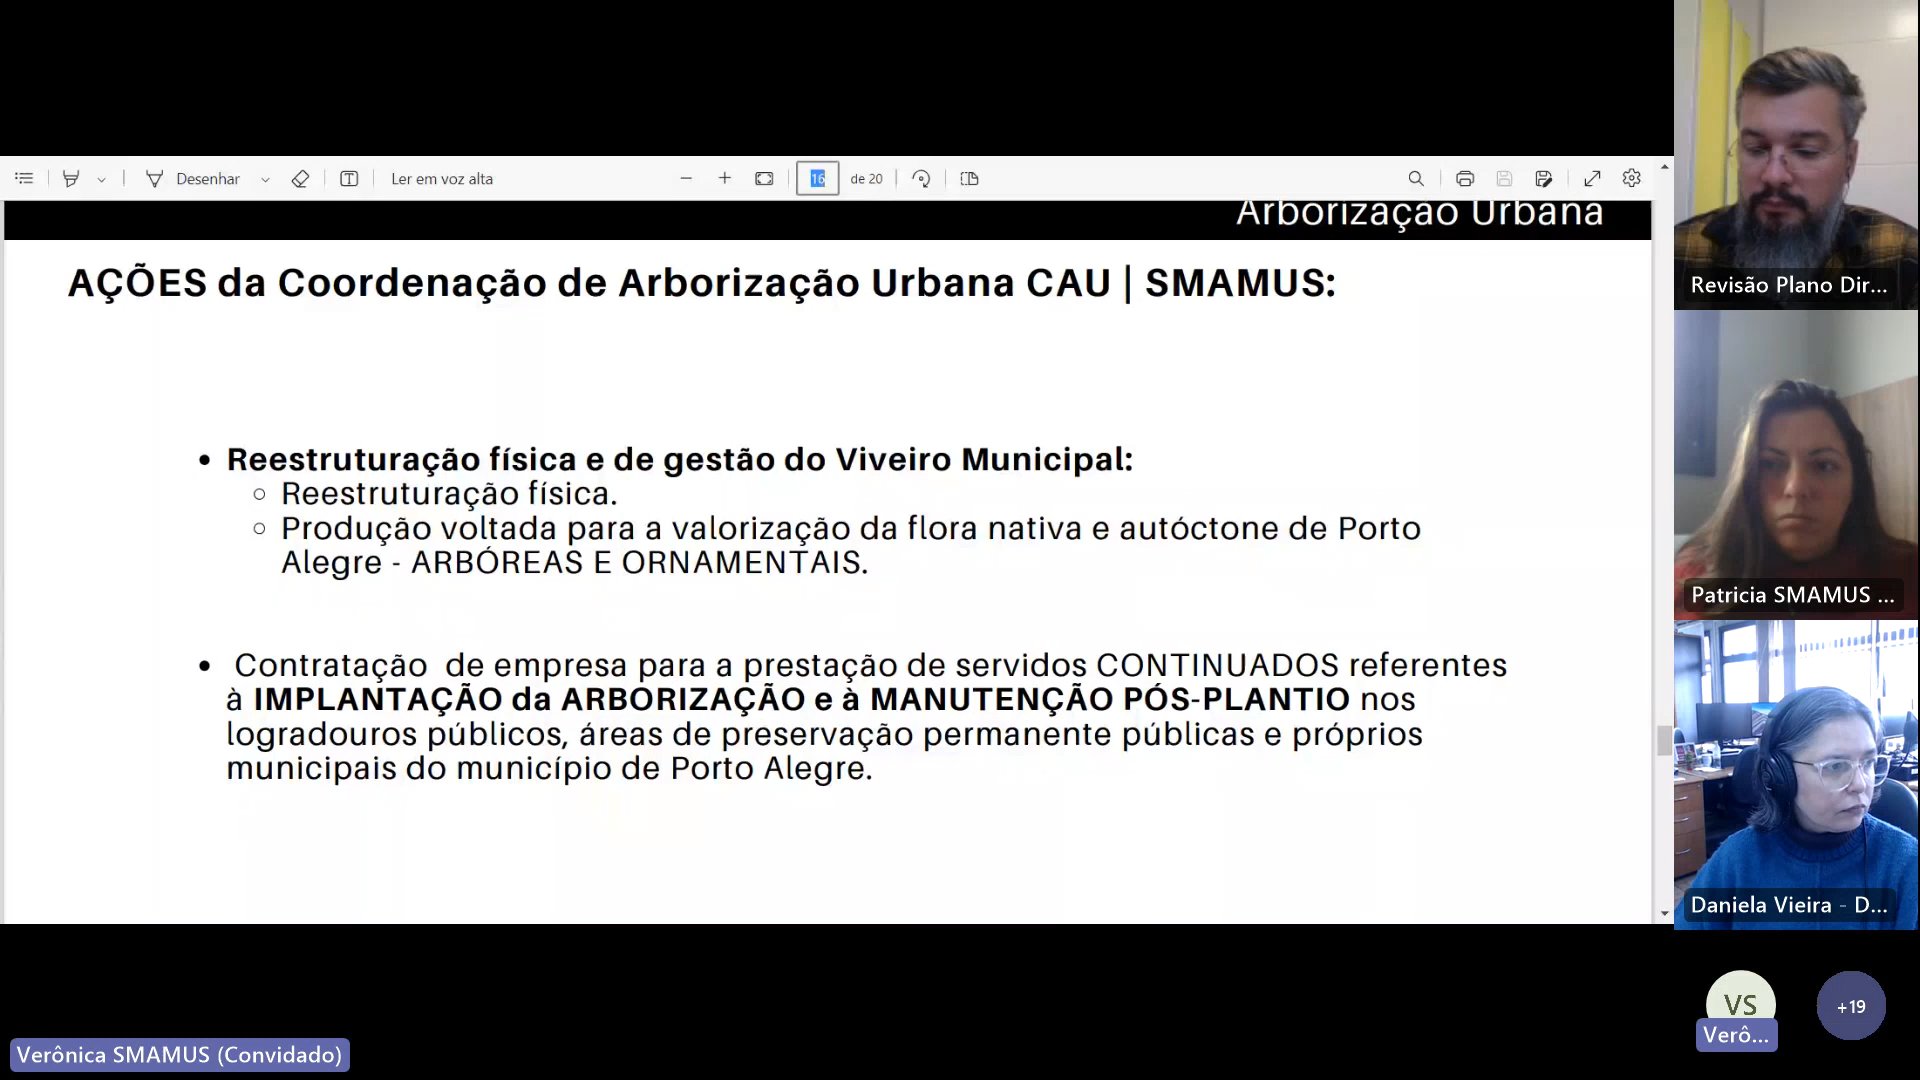 Desenhar
Ler em voz alta
16
de 20
Arborização Urbana
AÇÕES da Coordenação de Arborização Urbana CAU | SMAMUS:
• Reestruturação física e de gestão do Viveiro Municipal:
○ Reestruturação física.
○ Produção voltada para a valorização da flora nativa e autóctone de Porto
Alegre - ARBÓREAS E ORNAMENTAIS.
• Contratação de empresa para a prestação de servidos CONTINUADOS referentes
à IMPLANTAÇÃO da ARBORIZAÇÃO e à MANUTENÇÃO PÓS-PLANTIO nos
logradouros públicos, áreas de preservação permanente públicas e próprios
municipais do município de Porto Alegre.
Revisão Plano Dir...
Patricia SMAMUS ...
Daniela Vieira - D...
VS
Verô...
+19
Verônica SMAMUS (Convidado)